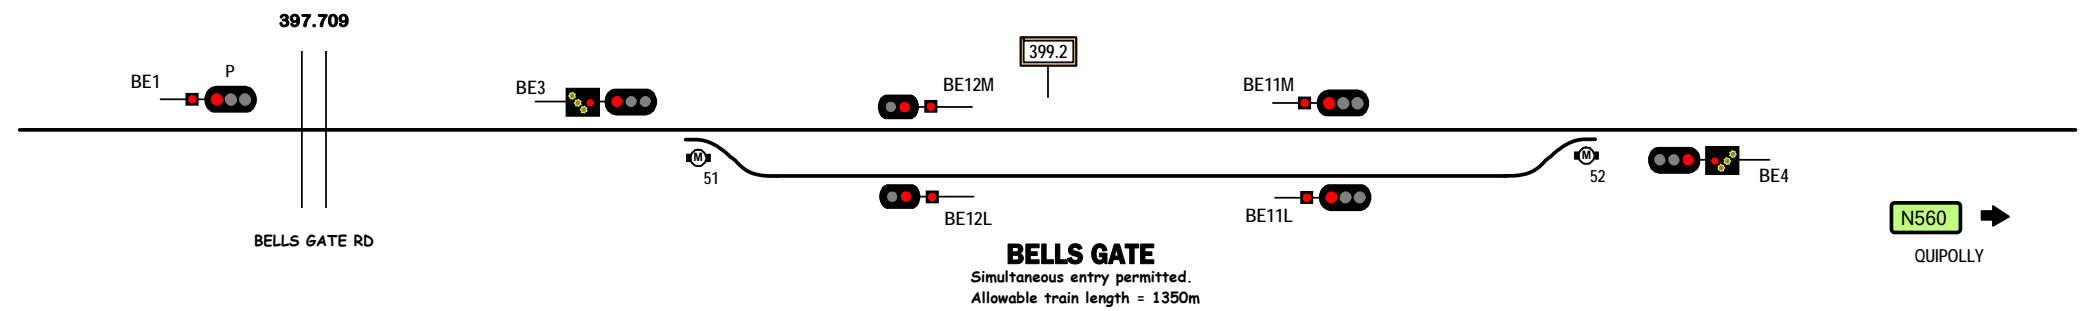 397.709
BE1
P
BE3
BE12M
399.2
BE11M
M
51
M
52
BE4
BE12L
BE11L
N560
QUIPOLLY
BELLS GATE RD
BELLS GATE
Simultaneous entry permitted.
Allowable train length = 1350m